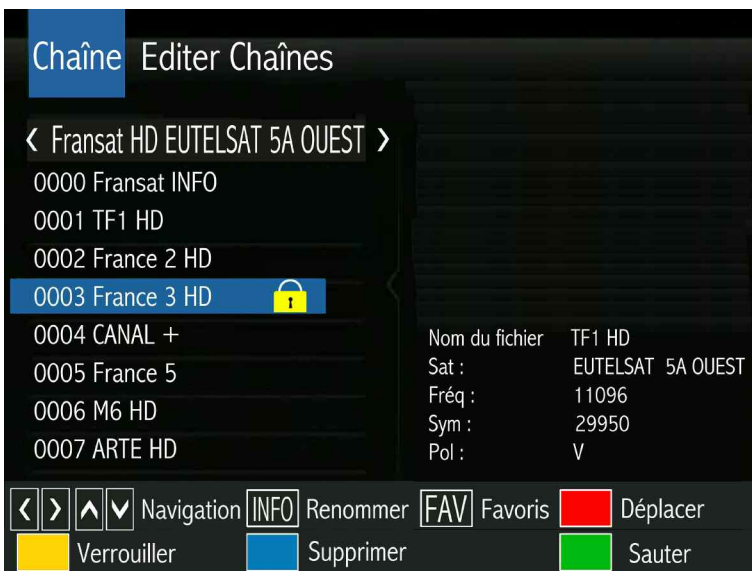 Chaîne Editer Chaînes
< Fransat HD EUTELSAT 5A OUEST >
0000 Fransat INFO
0001 TF1 HD
0002 France 2 HD
0003 France 3 HD
0004 CANAL +
0005 France 5
0006 M6 HD
0007 ARTE HD
Nom du fichier TF1 HD
Sat : EUTELSAT 5A OUEST
Fréq : 11096
Sym : 29950
Pol : V
Navigation INFO Renommer FAV Favoris Déplacer
Verrouiller Supprimer Sauter